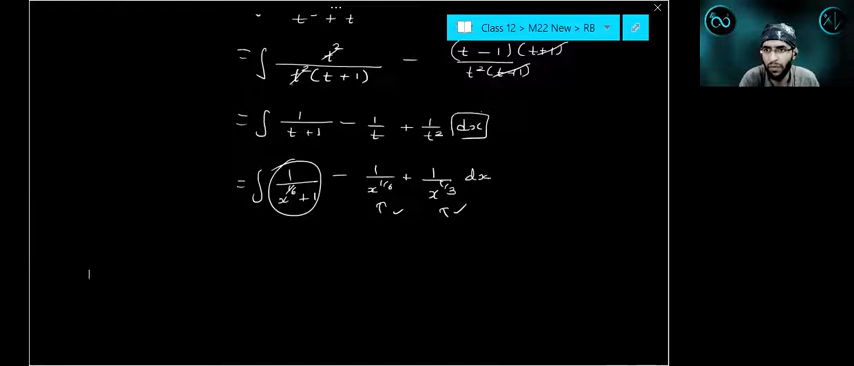 t² + t
Class 12 > M22 New > RB
= ∫ t² / t²(t+1) − (t−1)(t+1) / t²(t+1)
= ∫ 1/(t+1) − 1/t + 1/t² dx
= ∫ 1/(x^{1/6}+1) − 1/x^{1/6} + 1/x^{1/3} dx
↑ ✓ ↑ ✓